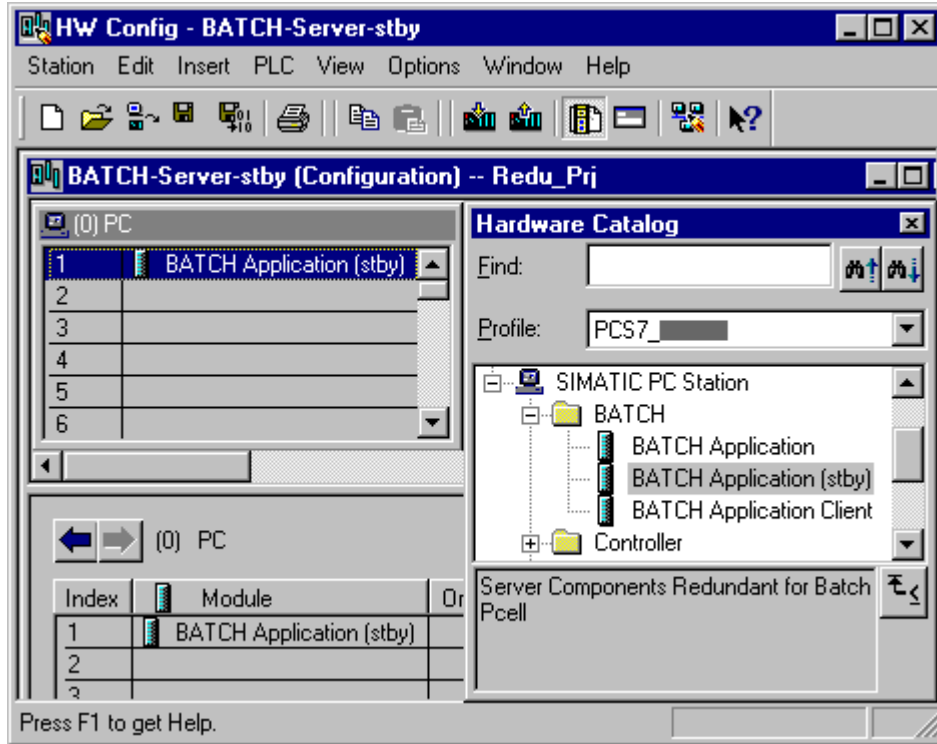 HW Config - BATCH-Server-stby
Station Edit Insert PLC View Options Window Help
BATCH-Server-stby (Configuration) -- Redu_Prj
(0) PC
1 BATCH Application (stby)
2
3
4
5
6
Hardware Catalog
Find:
Profile: PCS7_
SIMATIC PC Station
BATCH
BATCH Application
BATCH Application (stby)
BATCH Application Client
Controller
Server Components Redundant for Batch
Pcell
(0) PC
Index Module Or
1 BATCH Application (stby)
2
3
Press F1 to get Help.